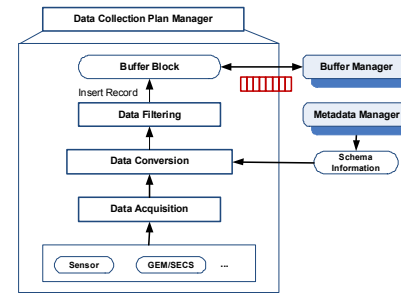 Data Collection Plan Manager
Buffer Block
Buffer Manager
Insert Record
Data Filtering
Metadata Manager
Data Conversion
Schema
Information
Data Acquisition
Sensor
GEM/SECS
...